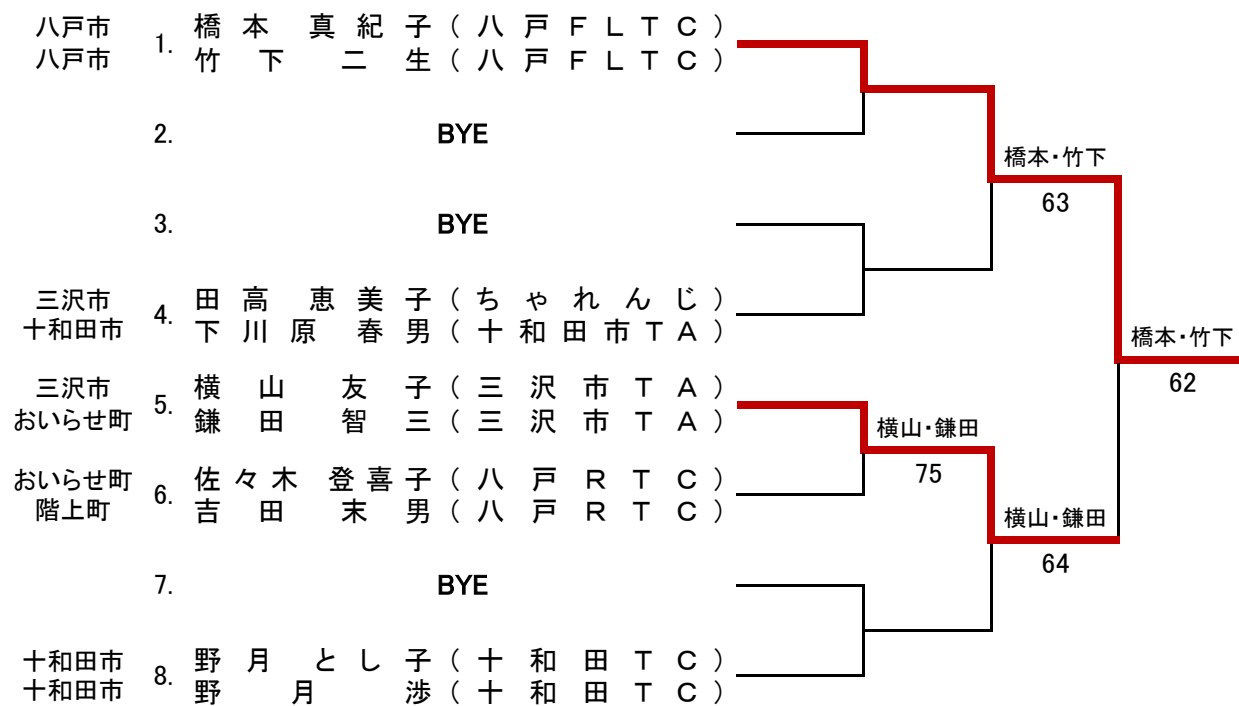 八戸市 1. 橋本 真紀子(八戸FLTC)
八戸市 竹下 二生(八戸FLTC)
2. BYE
橋本・竹下
63
3. BYE
三沢市 4. 田高 恵美子(ちゃれんじ)
十和田市 下川原 春男(十和田市TA)
橋本・竹下
62
三沢市 5. 横山 友子(三沢市TA)
おいらせ町 鎌田 智三(三沢市TA)
横山・鎌田
75
おいらせ町 6. 佐々木 登喜子(八戸RTC)
階上町 吉田 末男(八戸RTC)
横山・鎌田
64
7. BYE
十和田市 8. 野月 とし子(十和田TC)
十和田市 野月 渉(十和田TC)